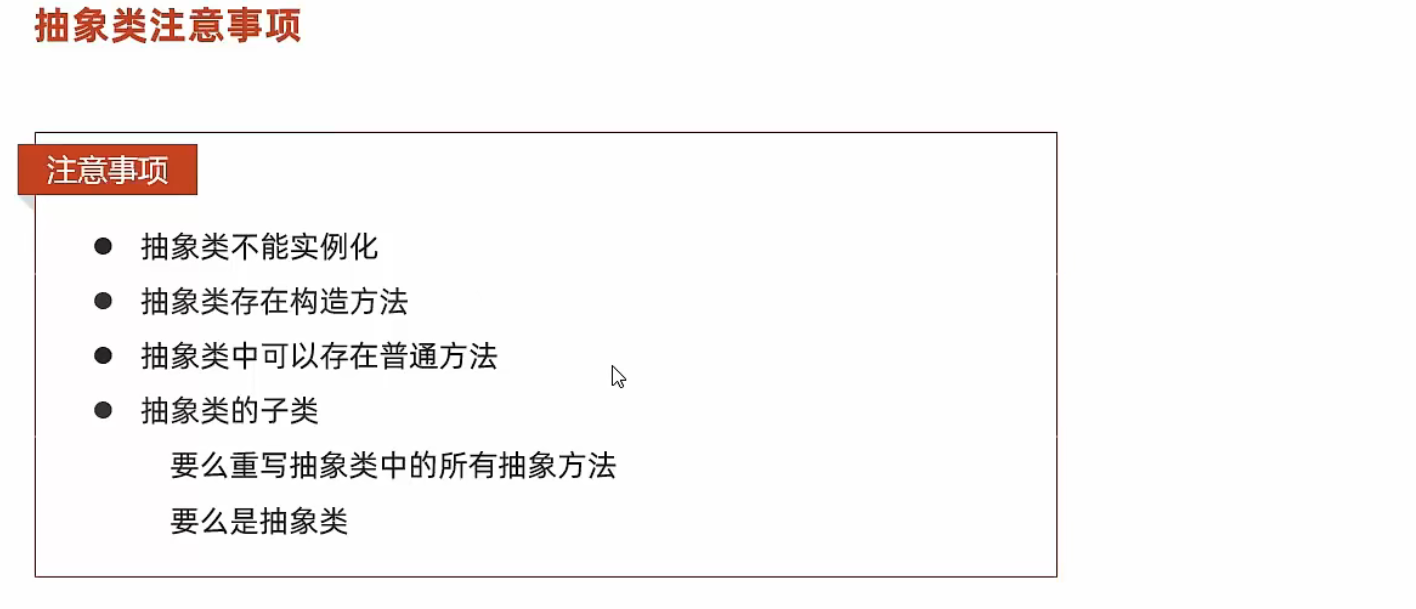 抽象类注意事项
注意事项
● 抽象类不能实例化
● 抽象类存在构造方法
● 抽象类中可以存在普通方法
● 抽象类的子类
要么重写抽象类中的所有抽象方法
要么是抽象类